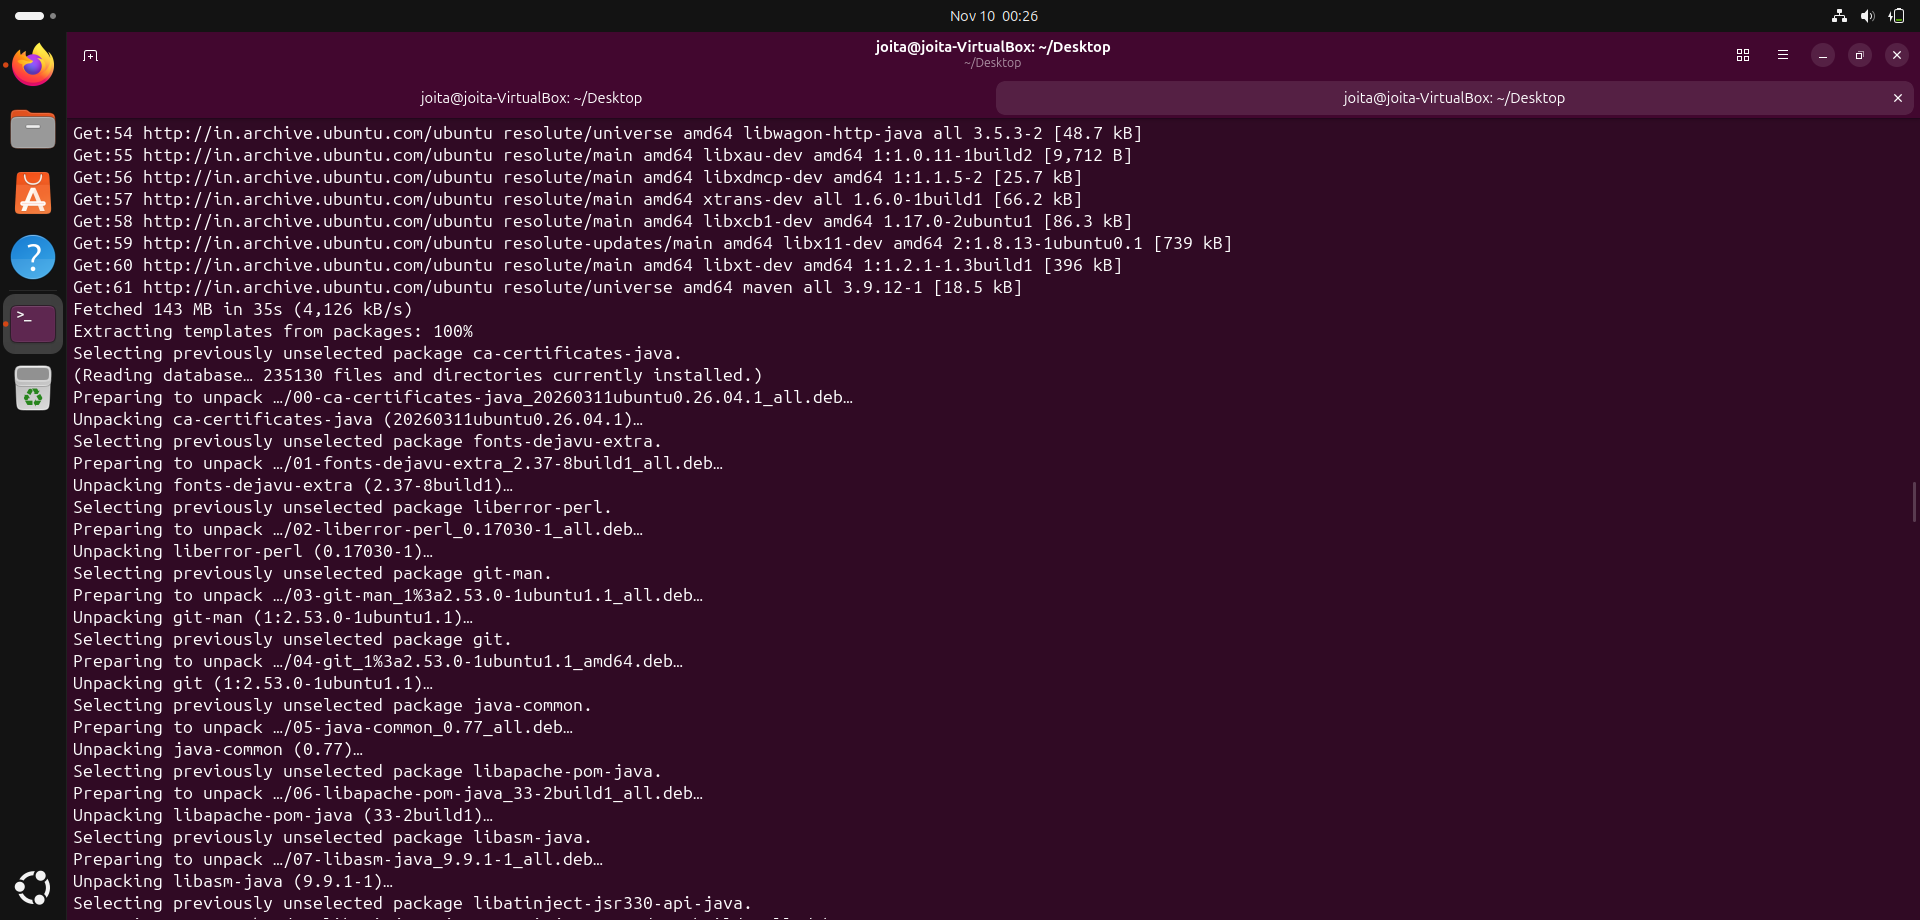 Nov 10 00:26
joita@joita-VirtualBox: ~/Desktop
~/Desktop
joita@joita-VirtualBox: ~/Desktop
joita@joita-VirtualBox: ~/Desktop
Get:54 http://in.archive.ubuntu.com/ubuntu resolute/universe amd64 libwagon-http-java all 3.5.3-2 [48.7 kB]
Get:55 http://in.archive.ubuntu.com/ubuntu resolute/main amd64 libxau-dev amd64 1:1.0.11-1build2 [9,712 B]
Get:56 http://in.archive.ubuntu.com/ubuntu resolute/main amd64 libxdmcp-dev amd64 1:1.1.5-2 [25.7 kB]
Get:57 http://in.archive.ubuntu.com/ubuntu resolute/main amd64 xtrans-dev all 1.6.0-1build1 [66.2 kB]
Get:58 http://in.archive.ubuntu.com/ubuntu resolute/main amd64 libxcb1-dev amd64 1.17.0-2ubuntu1 [86.3 kB]
Get:59 http://in.archive.ubuntu.com/ubuntu resolute-updates/main amd64 libx11-dev amd64 2:1.8.13-1ubuntu0.1 [739 kB]
Get:60 http://in.archive.ubuntu.com/ubuntu resolute/main amd64 libxt-dev amd64 1:1.2.1-1.3build1 [396 kB]
Get:61 http://in.archive.ubuntu.com/ubuntu resolute/universe amd64 maven all 3.9.12-1 [18.5 kB]
Fetched 143 MB in 35s (4,126 kB/s)
Extracting templates from packages: 100%
Selecting previously unselected package ca-certificates-java.
(Reading database… 235130 files and directories currently installed.)
Preparing to unpack …/00-ca-certificates-java_20260311ubuntu0.26.04.1_all.deb…
Unpacking ca-certificates-java (20260311ubuntu0.26.04.1)…
Selecting previously unselected package fonts-dejavu-extra.
Preparing to unpack …/01-fonts-dejavu-extra_2.37-8build1_all.deb…
Unpacking fonts-dejavu-extra (2.37-8build1)…
Selecting previously unselected package liberror-perl.
Preparing to unpack …/02-liberror-perl_0.17030-1_all.deb…
Unpacking liberror-perl (0.17030-1)…
Selecting previously unselected package git-man.
Preparing to unpack …/03-git-man_1%3a2.53.0-1ubuntu1.1_all.deb…
Unpacking git-man (1:2.53.0-1ubuntu1.1)…
Selecting previously unselected package git.
Preparing to unpack …/04-git_1%3a2.53.0-1ubuntu1.1_amd64.deb…
Unpacking git (1:2.53.0-1ubuntu1.1)…
Selecting previously unselected package java-common.
Preparing to unpack …/05-java-common_0.77_all.deb…
Unpacking java-common (0.77)…
Selecting previously unselected package libapache-pom-java.
Preparing to unpack …/06-libapache-pom-java_33-2build1_all.deb…
Unpacking libapache-pom-java (33-2build1)…
Selecting previously unselected package libasm-java.
Preparing to unpack …/07-libasm-java_9.9.1-1_all.deb…
Unpacking libasm-java (9.9.1-1)…
Selecting previously unselected package libatinject-jsr330-api-java.